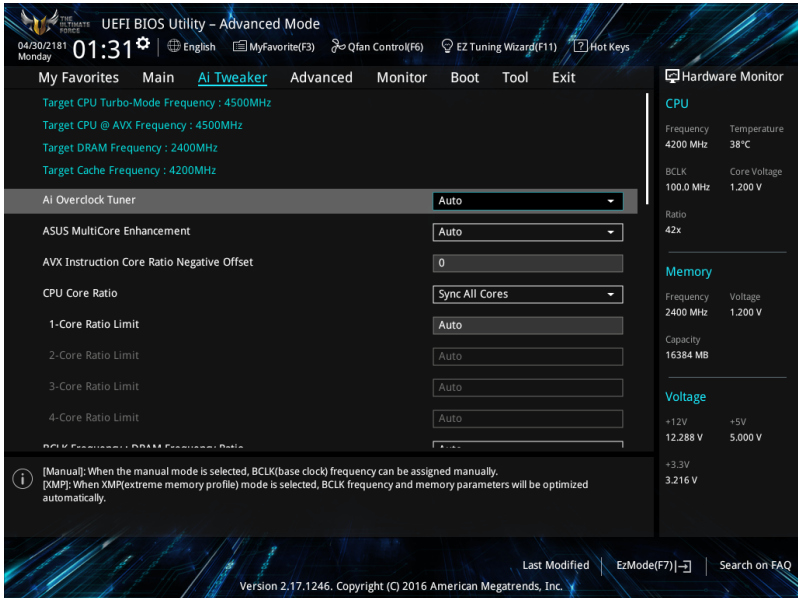 THE ULTIMATE FORCE
UEFI BIOS Utility – Advanced Mode
04/30/2181 Monday
01:31
English
MyFavorite(F3)
Qfan Control(F6)
EZ Tuning Wizard(F11)
Hot Keys
My Favorites
Main
Ai Tweaker
Advanced
Monitor
Boot
Tool
Exit
Hardware Monitor
Target CPU Turbo-Mode Frequency : 4500MHz
Target CPU @ AVX Frequency : 4500MHz
Target DRAM Frequency : 2400MHz
Target Cache Frequency : 4200MHz
Ai Overclock Tuner Auto
ASUS MultiCore Enhancement Auto
AVX Instruction Core Ratio Negative Offset 0
CPU Core Ratio Sync All Cores
1-Core Ratio Limit Auto
2-Core Ratio Limit Auto
3-Core Ratio Limit Auto
4-Core Ratio Limit Auto
BCLK Frequency : DRAM Frequency Ratio Auto
CPU
Frequency Temperature
4200 MHz 38°C
BCLK Core Voltage
100.0 MHz 1.200 V
Ratio
42x
Memory
Frequency Voltage
2400 MHz 1.200 V
Capacity
16384 MB
Voltage
+12V +5V
12.288 V 5.000 V
+3.3V
3.216 V
[Manual]: When the manual mode is selected, BCLK(base clock) frequency can be assigned manually.
[XMP]: When XMP(extreme memory profile) mode is selected, BCLK frequency and memory parameters will be optimized
automatically.
Last Modified
EzMode(F7)
Search on FAQ
Version 2.17.1246. Copyright (C) 2016 American Megatrends, Inc.